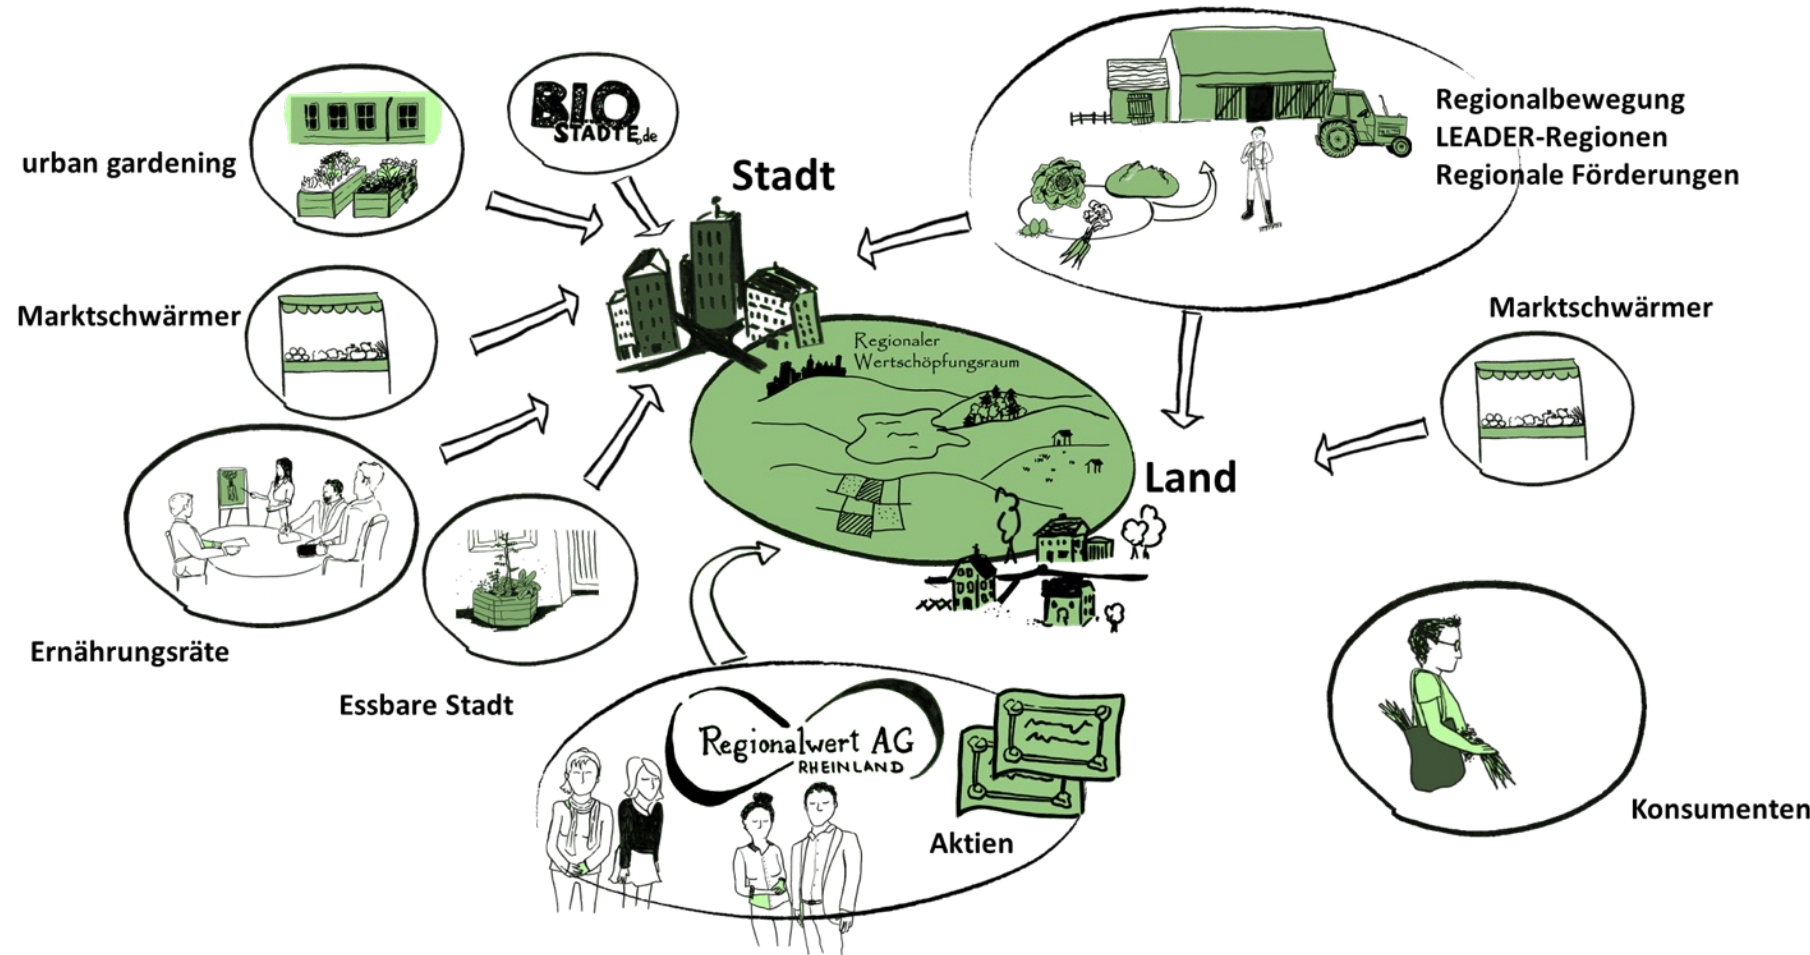 BIO
STÄDTE.de
urban gardening
Stadt
Regionalbewegung
LEADER-Regionen
Regionale Förderungen
Marktschwärmer
Marktschwärmer
Regionaler
Wertschöpfungsraum
Land
Ernährungsräte
Essbare Stadt
Regionalwert AG
RHEINLAND
Aktien
Konsumenten